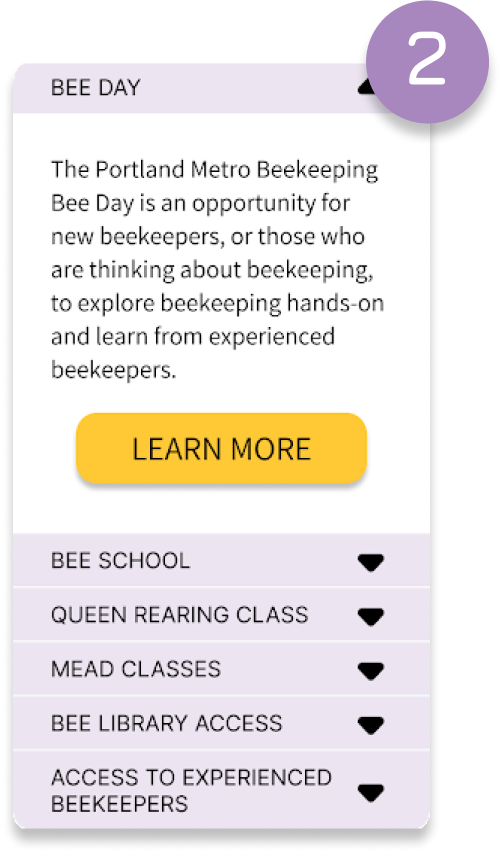 2
BEE DAY
The Portland Metro Beekeeping
Bee Day is an opportunity for
new beekeepers, or those who
are thinking about beekeeping,
to explore beekeeping hands-on
and learn from experienced
beekeepers.
LEARN MORE
BEE SCHOOL
QUEEN REARING CLASS
MEAD CLASSES
BEE LIBRARY ACCESS
ACCESS TO EXPERIENCED
BEEKEEPERS